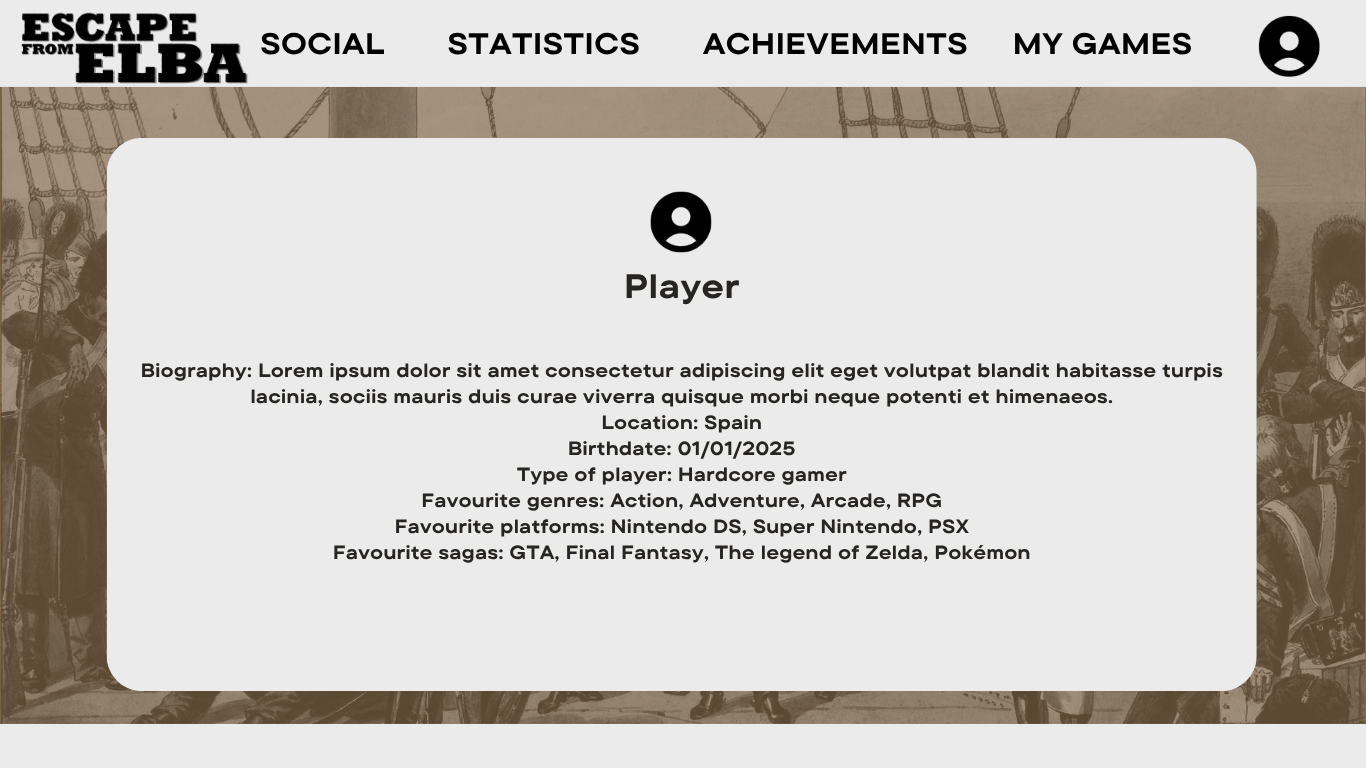 ESCAPE
FROM ELBA
SOCIAL
STATISTICS
ACHIEVEMENTS
MY GAMES
Player
Biography: Lorem ipsum dolor sit amet consectetur adipiscing elit eget volutpat blandit habitasse turpis
lacinia, sociis mauris duis curae viverra quisque morbi neque potenti et himenaeos.
Location: Spain
Birthdate: 01/01/2025
Type of player: Hardcore gamer
Favourite genres: Action, Adventure, Arcade, RPG
Favourite platforms: Nintendo DS, Super Nintendo, PSX
Favourite sagas: GTA, Final Fantasy, The legend of Zelda, Pokémon